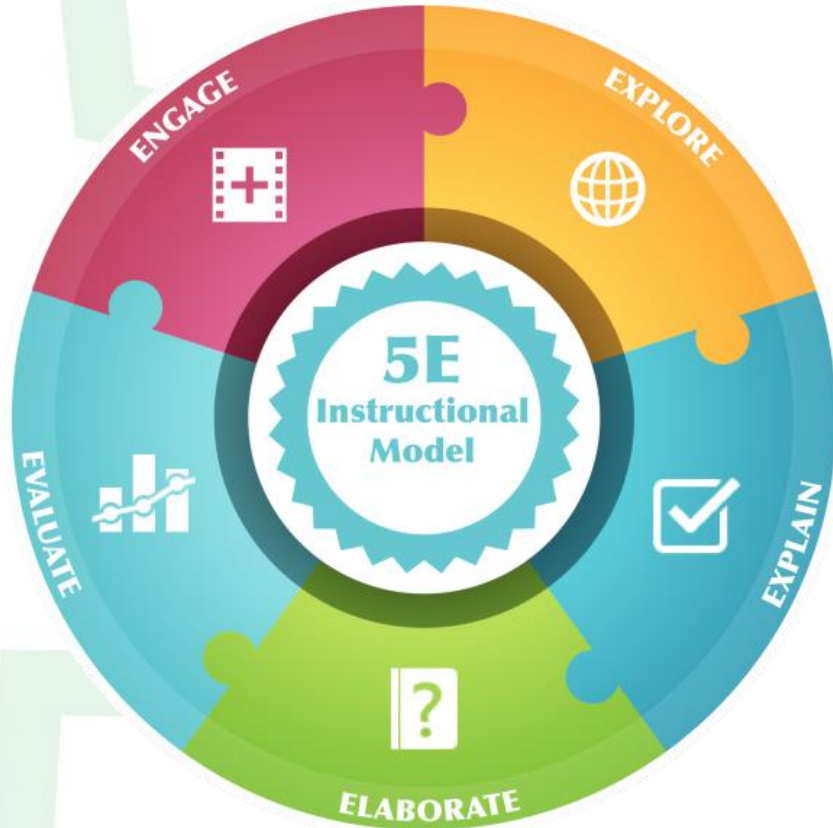 ENGAGE
EXPLORE
5E
Instructional
Model
EVALUATE
EXPLAIN
ELABORATE